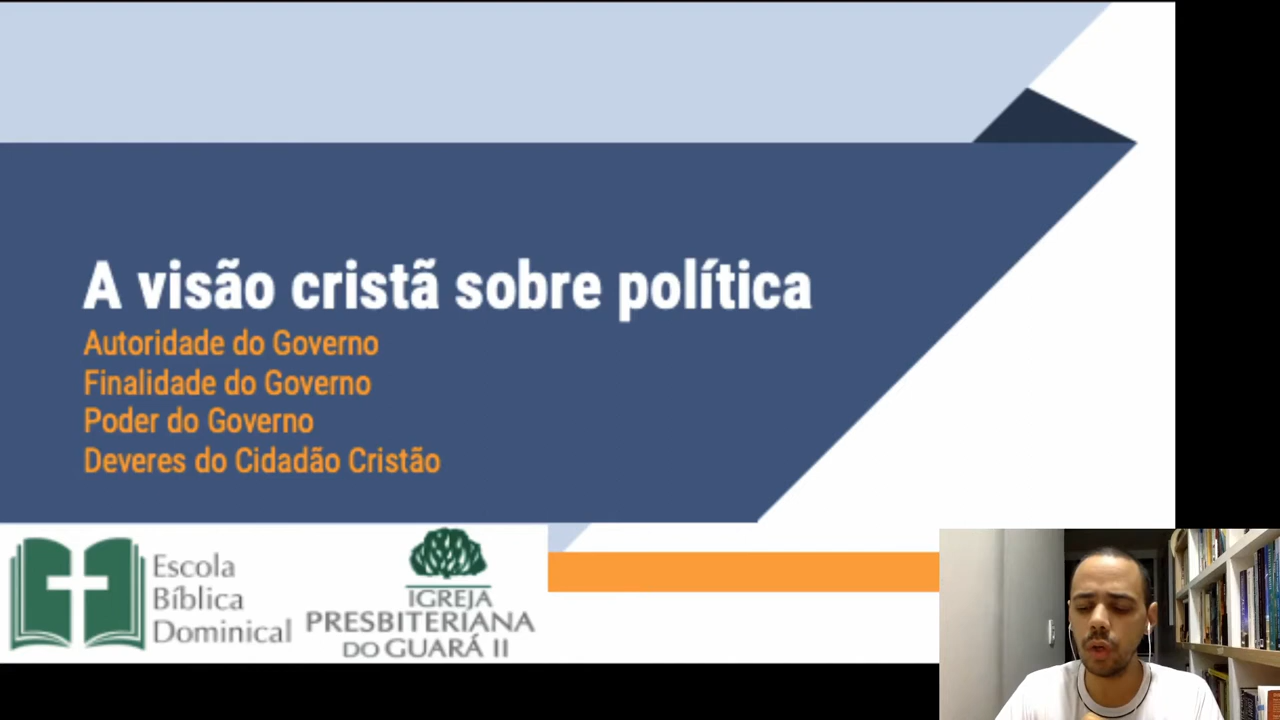 A visão cristã sobre política
Autoridade do Governo
Finalidade do Governo
Poder do Governo
Deveres do Cidadão Cristão
Escola
Bíblica
Dominical
IGREJA
PRESBITERIANA
DO GUARÁ II